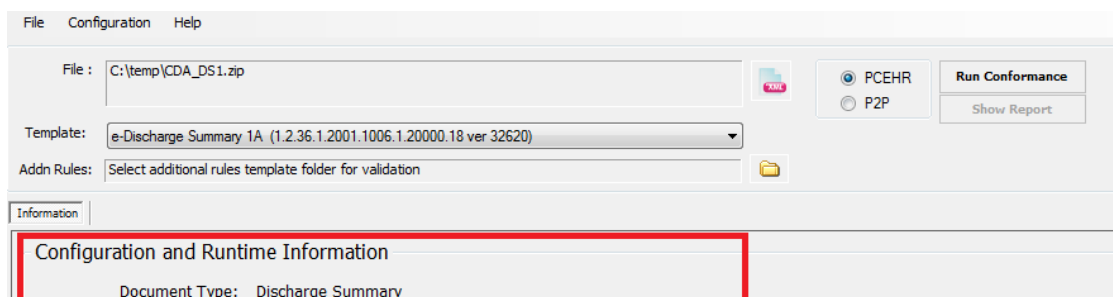 File Configuration Help
File : C:\temp\CDA_DS1.zip
XML
PCEHR
Run Conformance
P2P
Show Report
Template: e-Discharge Summary 1A (1.2.36.1.2001.1006.1.20000.18 ver 32620)
Addn Rules: Select additional rules template folder for validation
Information
Configuration and Runtime Information
Document Type: Discharge Summary